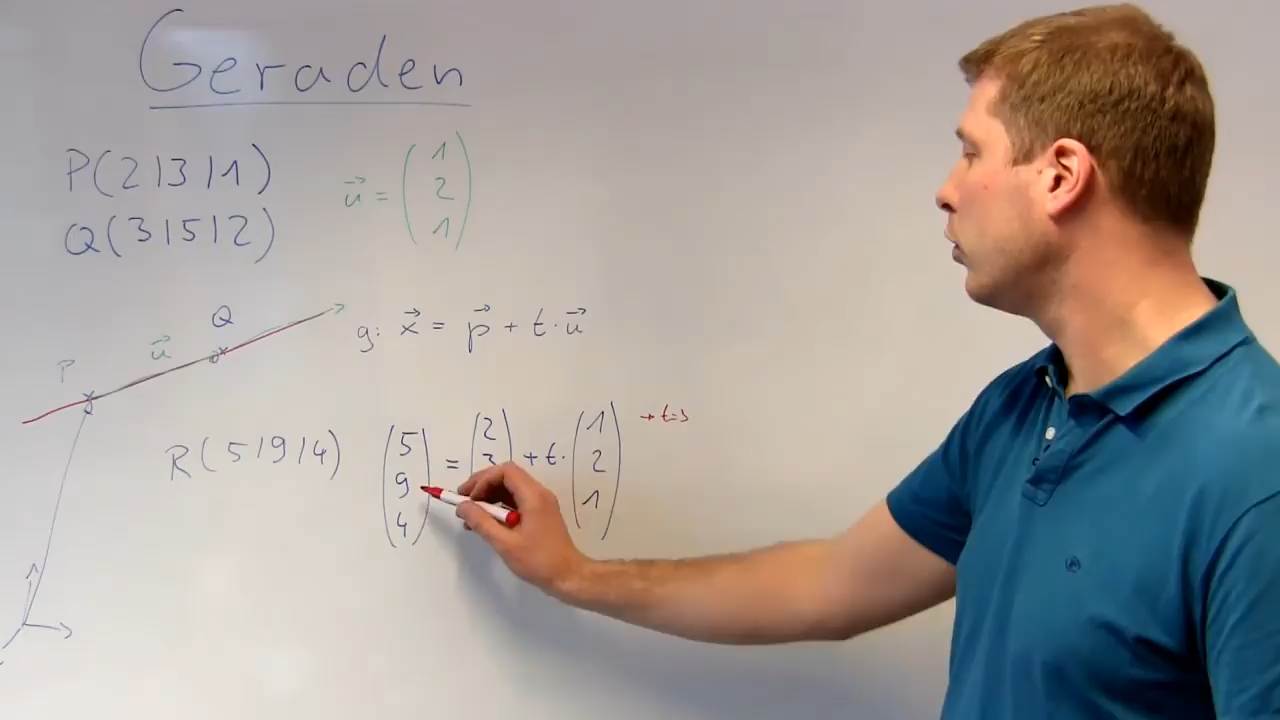 Geraden
P(2|3|1)
Q(3|5|2)
u⃗ = (1 2 1)
Q
P
u⃗
g: x⃗ = p⃗ + t · u⃗
R(5|9|4) (5 9 4) = (2 3) + t · (1 2 1) → t=3